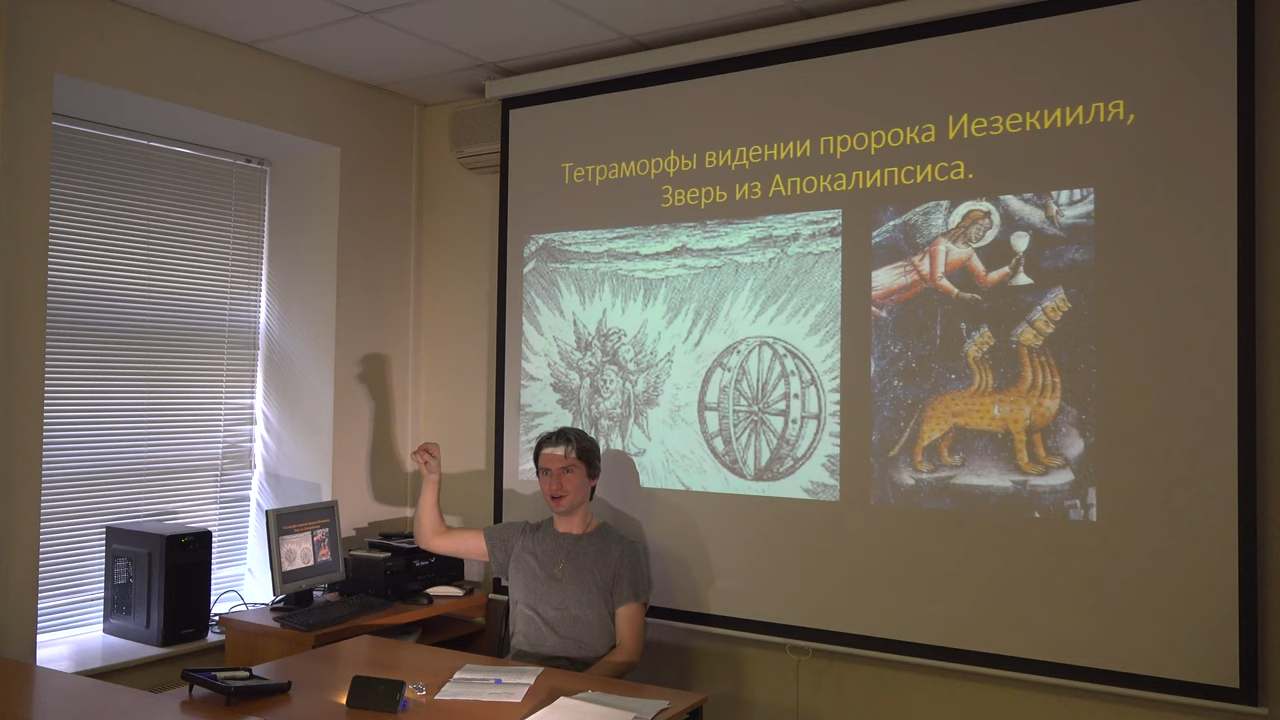 Тетраморфы видении пророка Иезекииля,
Зверь из Апокалипсиса.